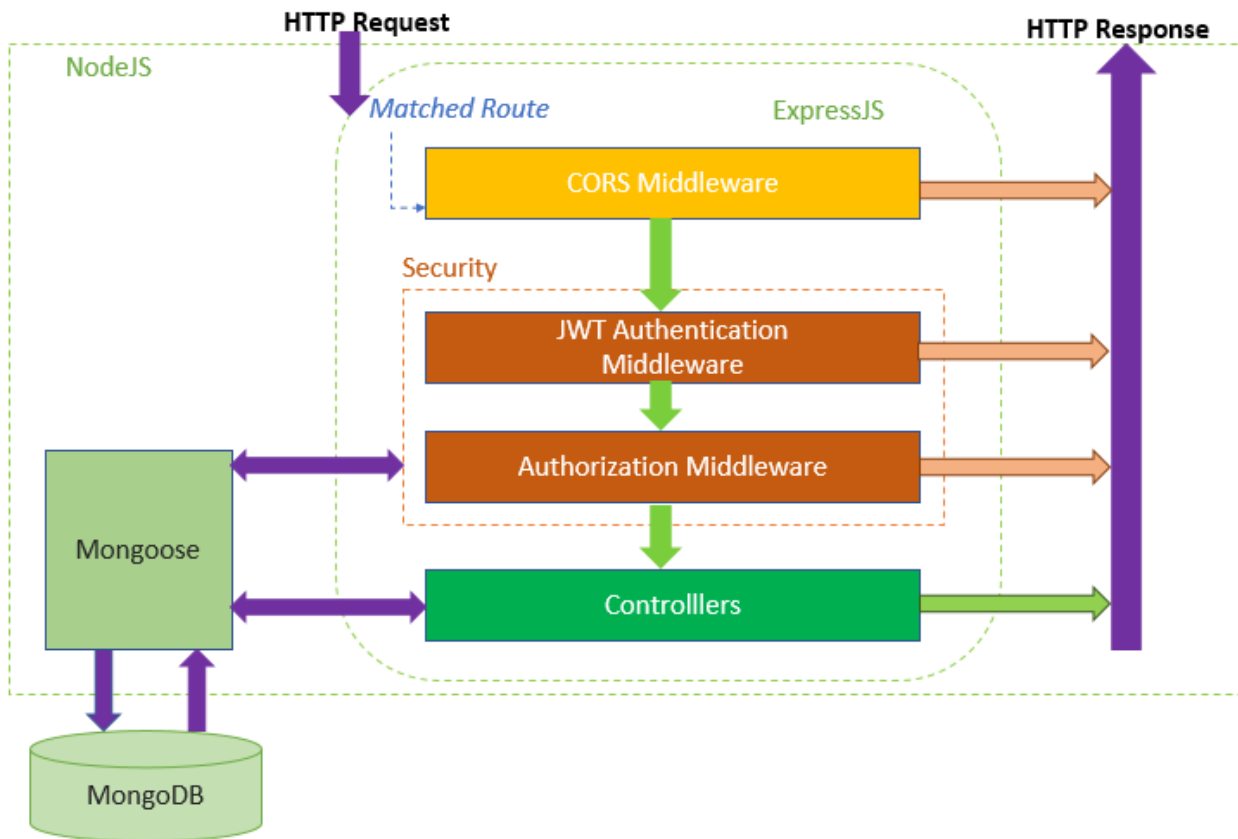 HTTP Request
HTTP Response
NodeJS
Matched Route
ExpressJS
CORS Middleware
Security
JWT Authentication
Middleware
Authorization Middleware
Mongoose
Controlllers
MongoDB